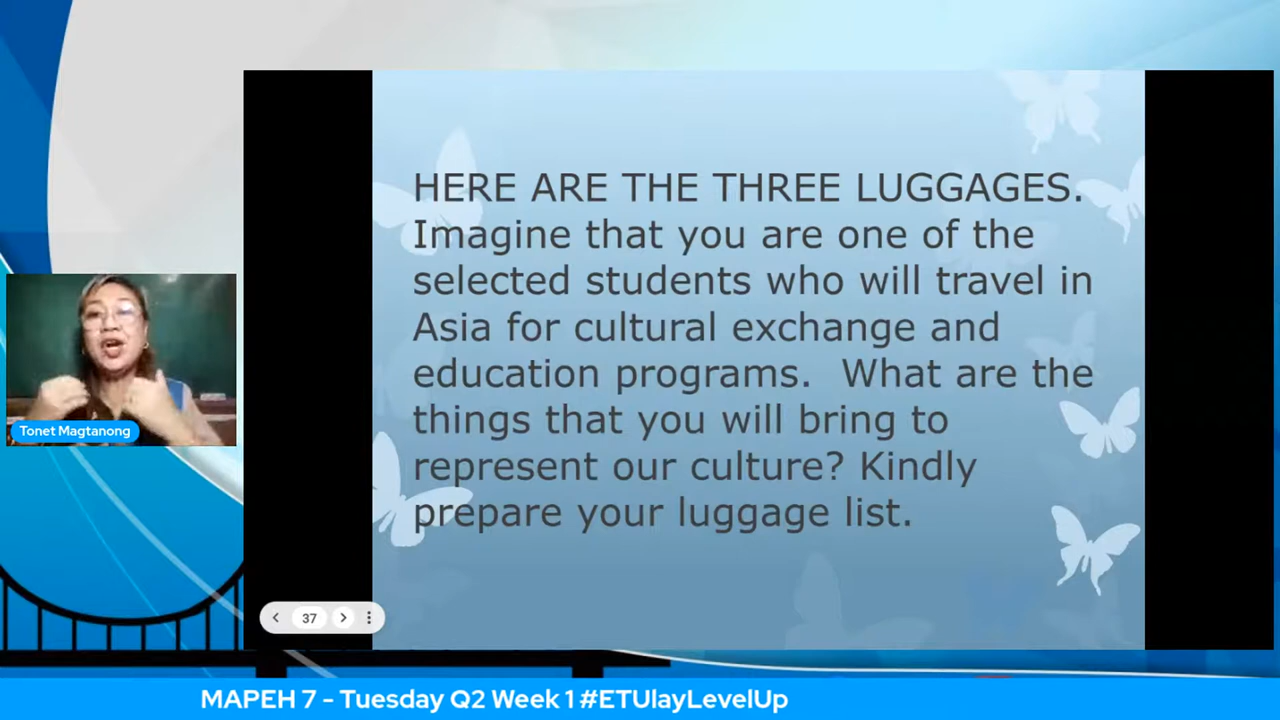 HERE ARE THE THREE LUGGAGES.
Imagine that you are one of the
selected students who will travel in
Asia for cultural exchange and
education programs.  What are the
things that you will bring to
represent our culture? Kindly
prepare your luggage list.
Tonet Magtanong
37
MAPEH 7 - Tuesday Q2 Week 1 #ETUlayLevelUp